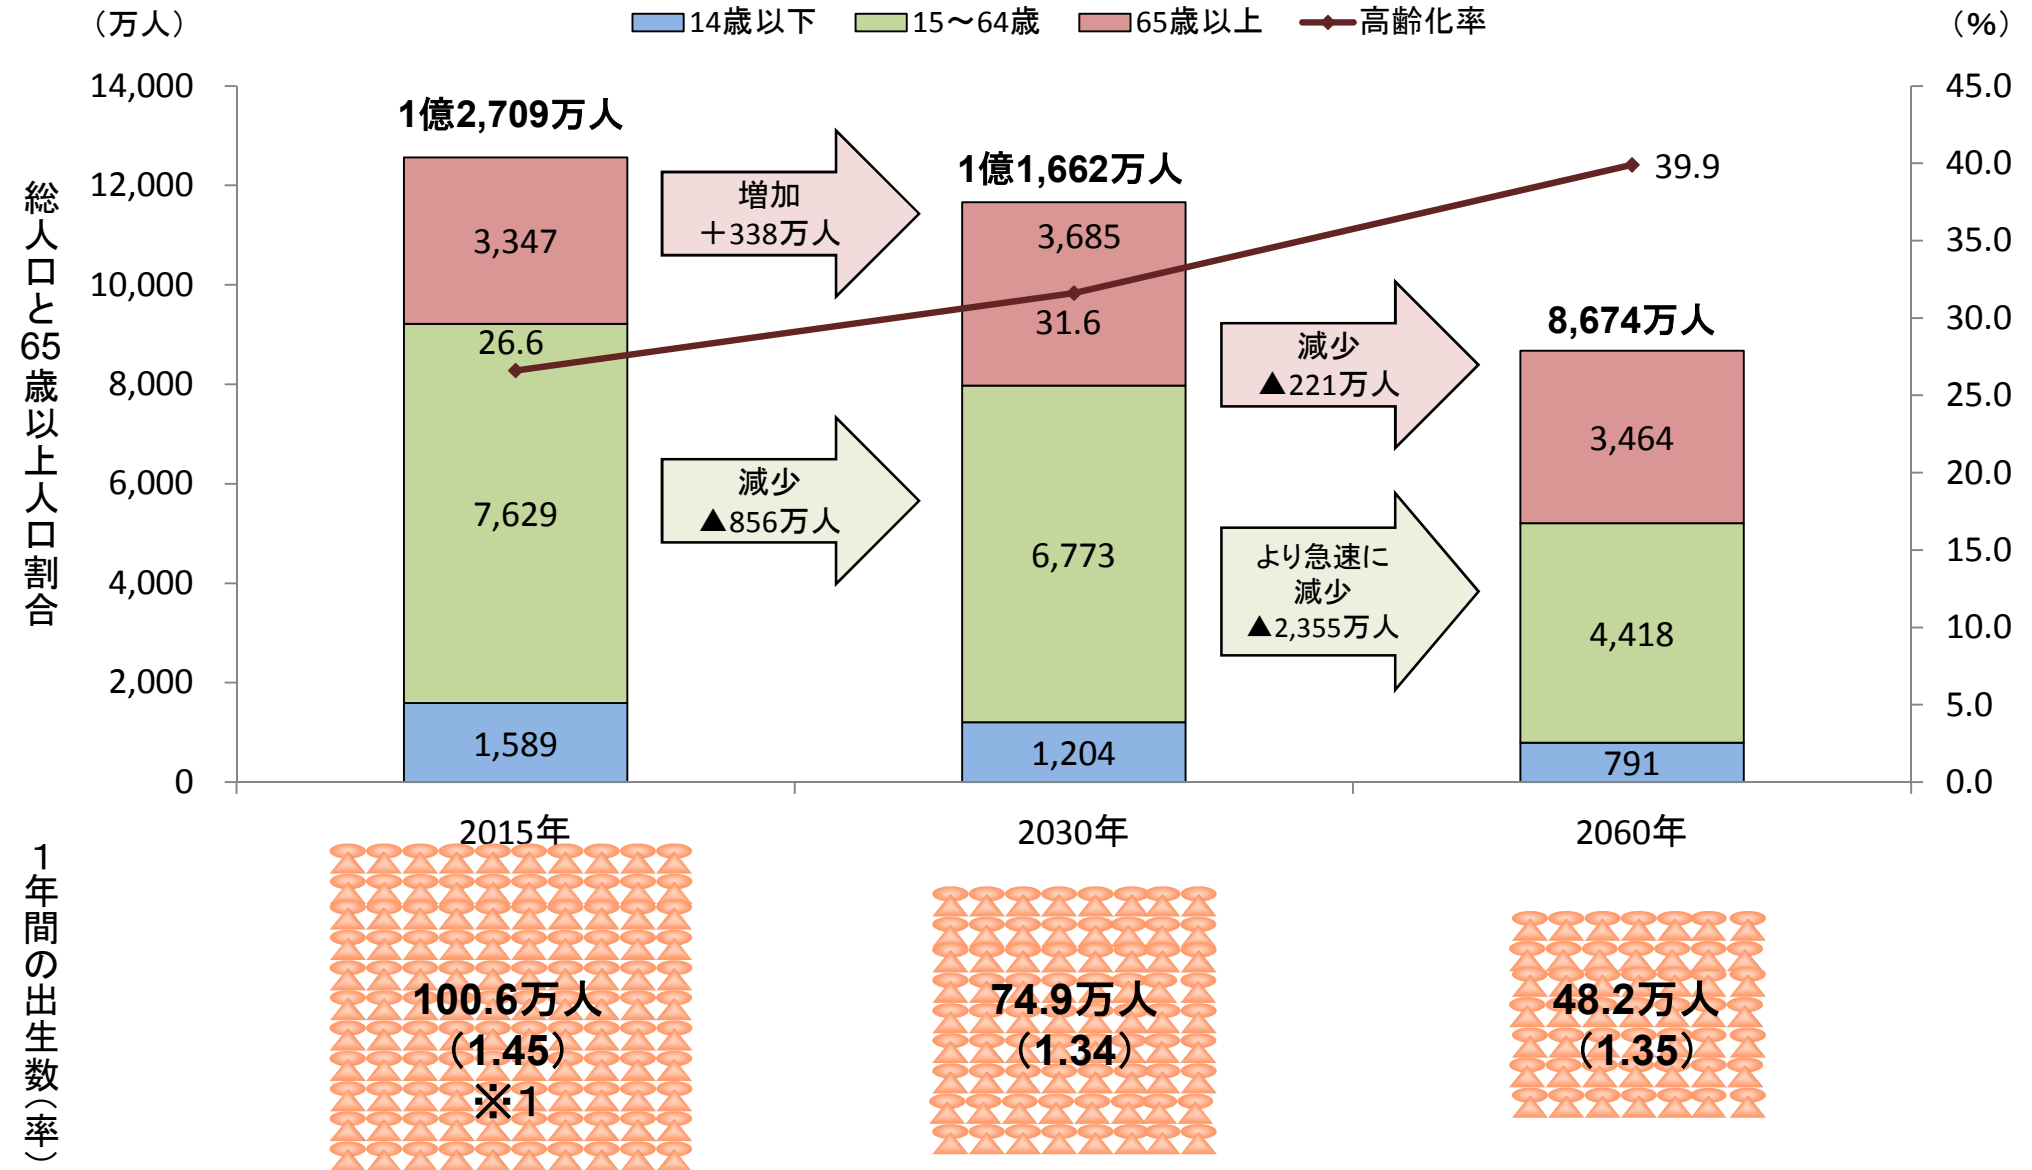 （万人）
14歳以下
15～64歳
65歳以上
高齢化率
（%）
総人口と65歳以上人口割合
14,000
12,000
10,000
8,000
6,000
4,000
2,000
0
45.0
40.0
35.0
30.0
25.0
20.0
15.0
10.0
5.0
0.0
1億2,709万人
3,347
26.6
7,629
1,589
増加
＋338万人
減少
▲856万人
1億1,662万人
3,685
31.6
6,773
1,204
減少
▲221万人
より急速に
減少
▲2,355万人
39.9
8,674万人
3,464
4,418
791
2015年
2030年
2060年
１年間の出生数（率）
100.6万人
（1.45）
※１
74.9万人
（1.34）
48.2万人
（1.35）